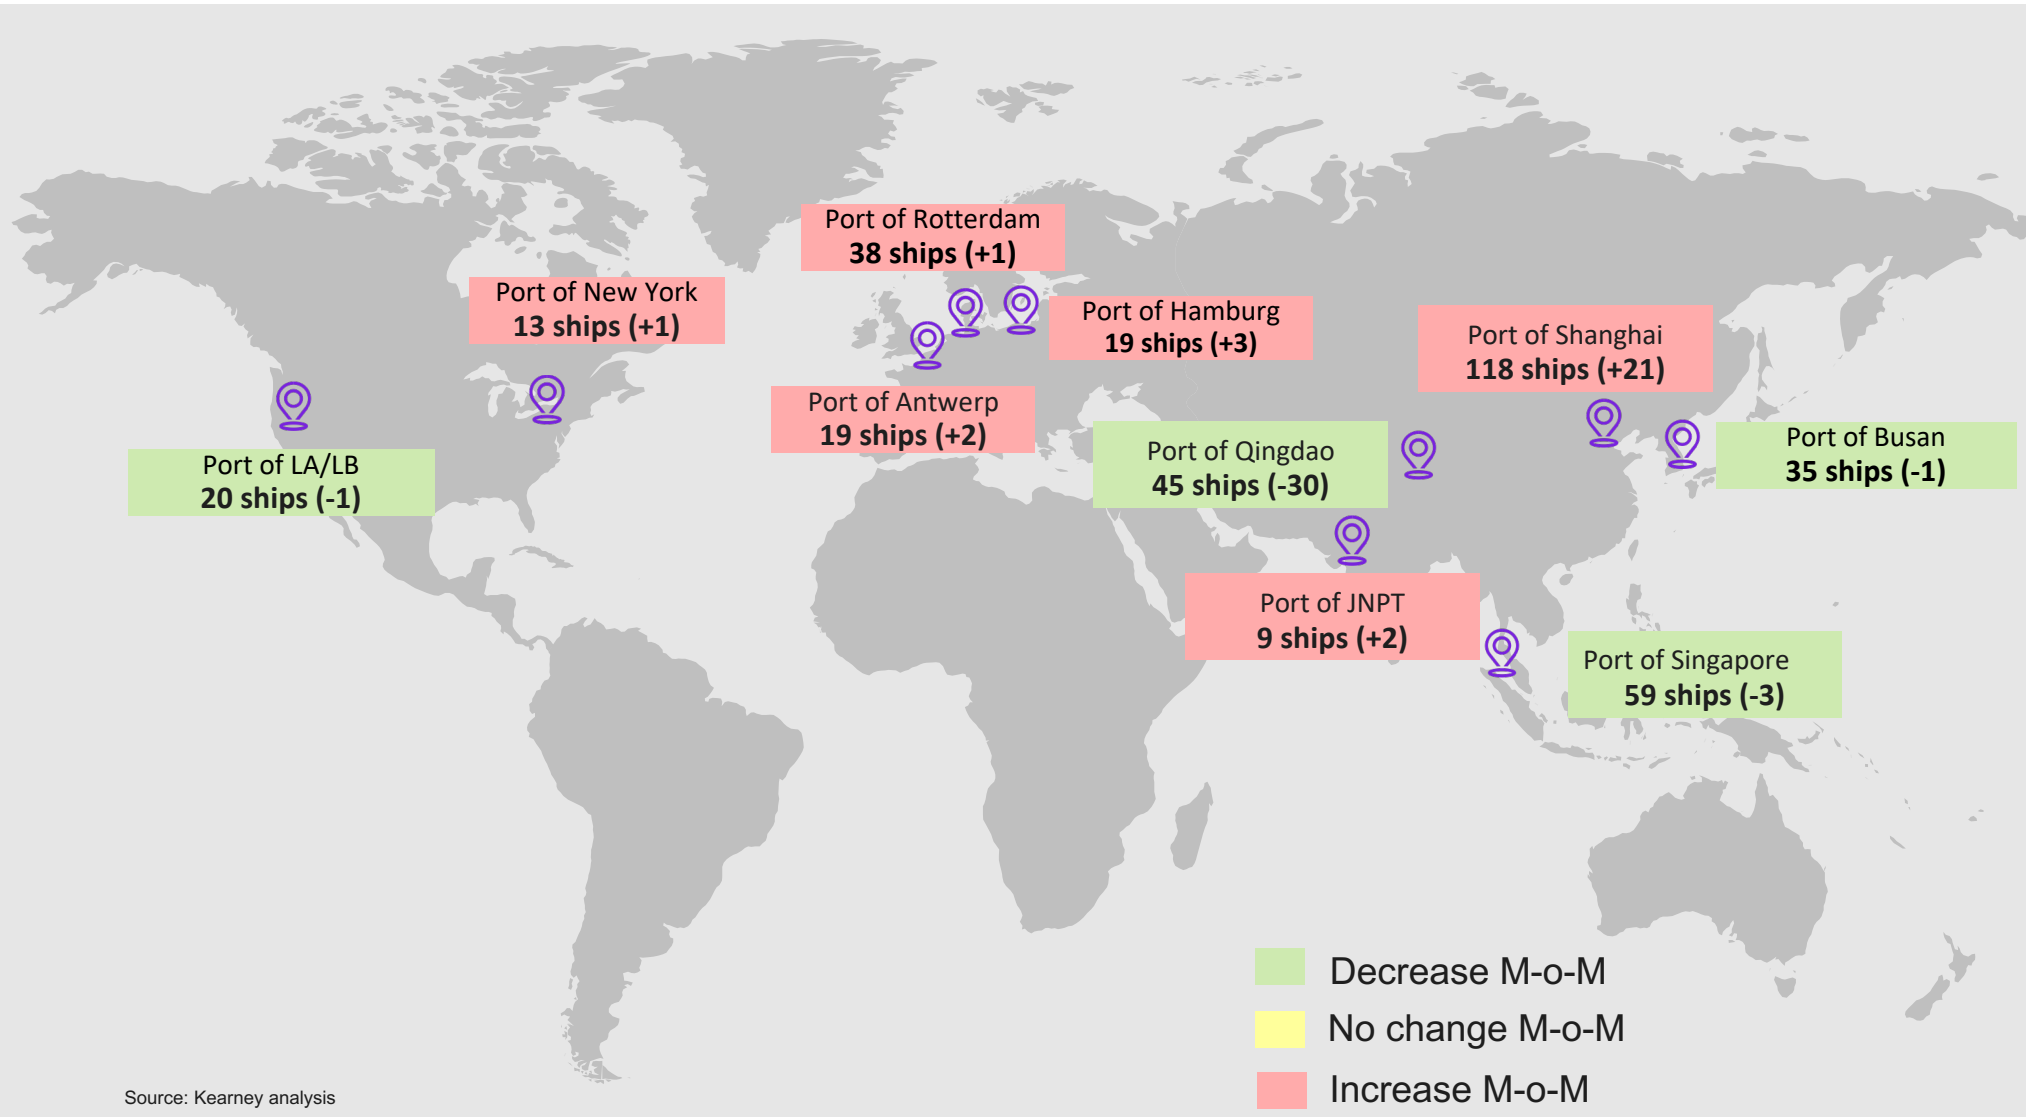 Port of Rotterdam
38 ships (+1)
Port of New York
13 ships (+1)
Port of Hamburg
19 ships (+3)
Port of Shanghai
118 ships (+21)
Port of Antwerp
19 ships (+2)
Port of Qingdao
45 ships (-30)
Port of Busan
35 ships (-1)
Port of LA/LB
20 ships (-1)
Port of JNPT
9 ships (+2)
Port of Singapore
59 ships (-3)
Decrease M-o-M
No change M-o-M
Increase M-o-M
Source: Kearney analysis